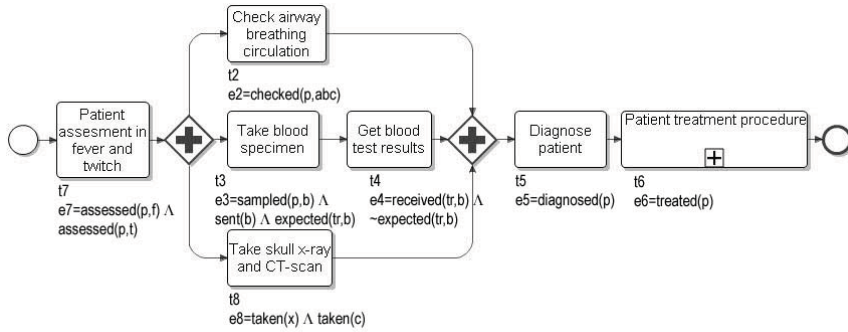 Check airway
breathing
circulation
t2
e2=checked(p,abc)
Patient
assesment in
fever and
twitch
t7
e7=assessed(p,f) Λ
assessed(p,t)
Take blood
specimen
t3
e3=sampled(p,b) Λ
sent(b) Λ expected(tr,b)
Get blood
test results
t4
e4=received(tr,b) Λ
~expected(tr,b)
Take skull x-ray
and CT-scan
t8
e8=taken(x) Λ taken(c)
Diagnose
patient
t5
e5=diagnosed(p)
Patient treatment procedure
t6
e6=treated(p)